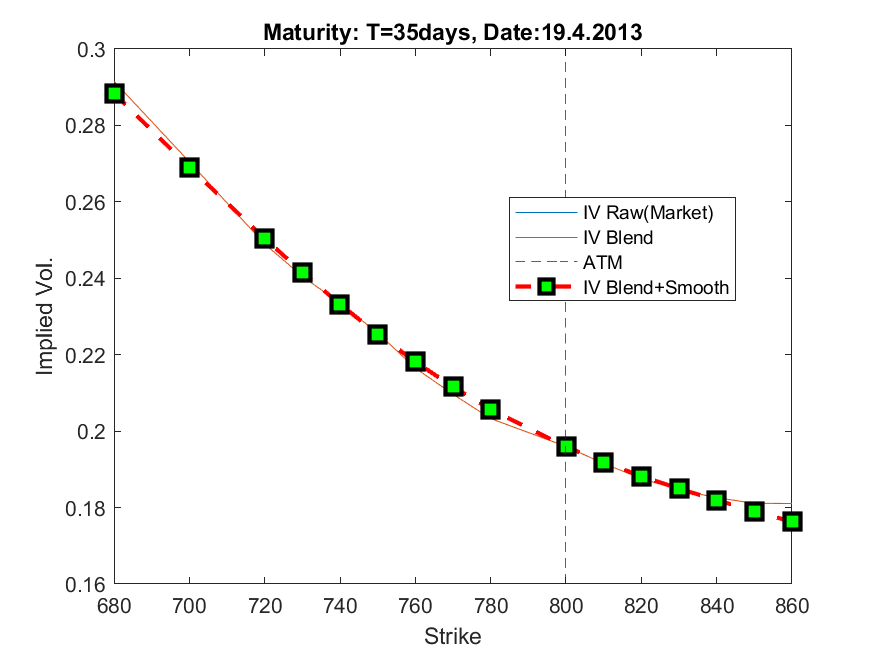 Maturity: T=35days, Date:19.4.2013
0.3
0.28
0.26
0.24
0.22
0.2
0.18
0.16
Implied Vol.
IV Raw(Market)
IV Blend
ATM
IV Blend+Smooth
680 700 720 740 760 780 800 820 840 860
Strike